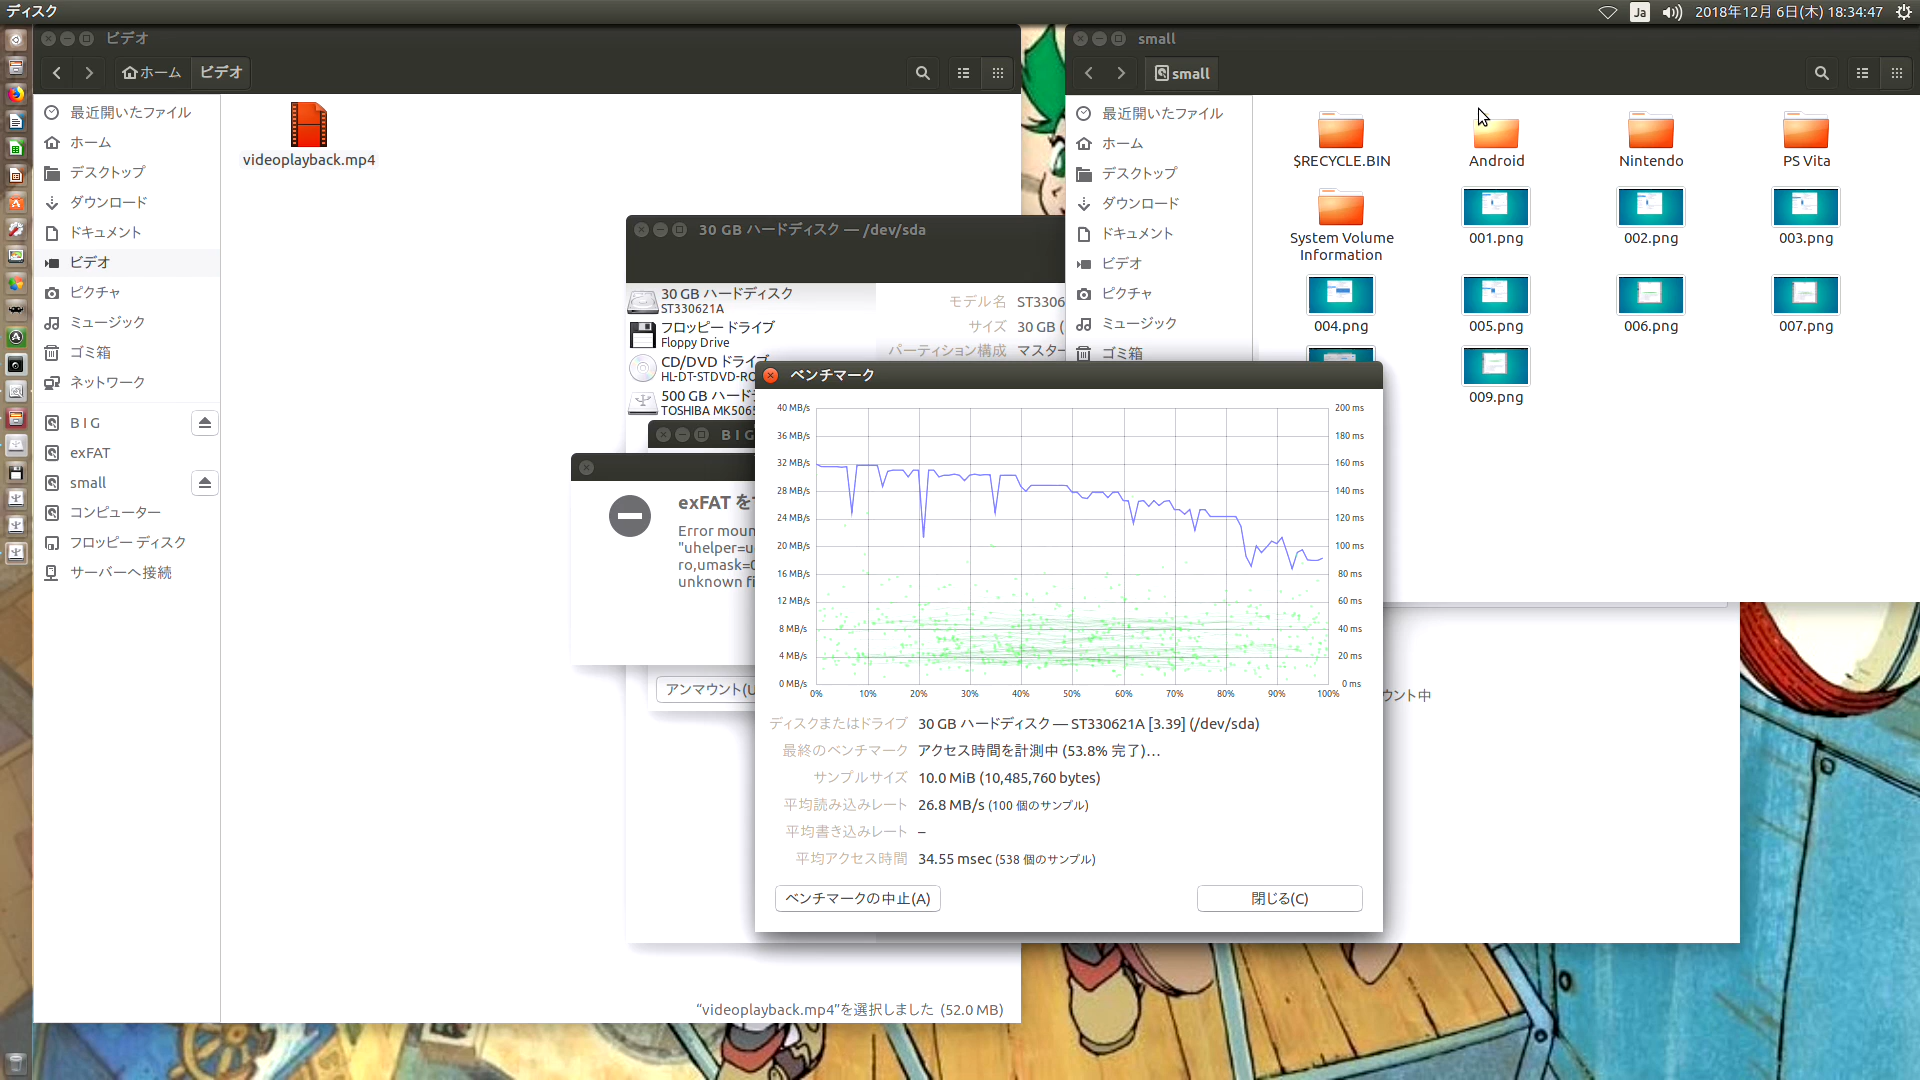 ディスク
Ja
2018年12月 6日(木) 18:34:47
ビデオ
ホーム
ビデオ
最近開いたファイル
ホーム
デスクトップ
ダウンロード
ドキュメント
ビデオ
ピクチャ
ミュージック
ゴミ箱
ネットワーク
B I G
exFAT
small
コンピューター
フロッピー ディスク
サーバーへ接続
videoplayback.mp4
"videoplayback.mp4"を選択しました (52.0 MB)
small
small
最近開いたファイル
ホーム
デスクトップ
ダウンロード
ドキュメント
ビデオ
ピクチャ
ミュージック
ゴミ箱
$RECYCLE.BIN
Android
Nintendo
PS Vita
System Volume
Information
001.png
002.png
003.png
004.png
005.png
006.png
007.png
009.png
30 GB ハードディスク — /dev/sda
30 GB ハードディスク
ST330621A
フロッピー ドライブ
Floppy Drive
CD/DVD ドライブ
HL-DT-STDVD-RO
500 GB ハード
TOSHIBA MK5065
モデル名 ST3306
サイズ 30 GB (
パーティション構成 マスター
B I G
アンマウント(U
ウント中
exFAT を
Error moun
"uhelper=u
ro,umask=0
unknown fi
ベンチマーク
40 MB/s
36 MB/s
32 MB/s
28 MB/s
24 MB/s
20 MB/s
16 MB/s
12 MB/s
8 MB/s
4 MB/s
0 MB/s
200 ms
180 ms
160 ms
140 ms
120 ms
100 ms
80 ms
60 ms
40 ms
20 ms
0 ms
0% 10% 20% 30% 40% 50% 60% 70% 80% 90% 100%
ディスクまたはドライブ 30 GB ハードディスク — ST330621A [3.39] (/dev/sda)
最終のベンチマーク アクセス時間を計測中 (53.8% 完了)…
サンプルサイズ 10.0 MiB (10,485,760 bytes)
平均読み込みレート 26.8 MB/s (100 個のサンプル)
平均書き込みレート –
平均アクセス時間 34.55 msec (538 個のサンプル)
ベンチマークの中止(A)
閉じる(C)